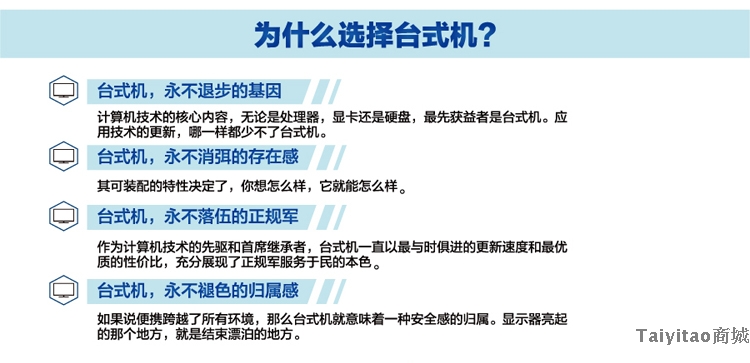 为什么选择台式机?
台式机，永不退步的基因
计算机技术的核心内容，无论是处理器，显卡还是硬盘，最先获益者是台式机。应
用技术的更新，哪一样都少不了台式机。
台式机，永不消弭的存在感
其可装配的特性决定了，你想怎么样，它就能怎么样。
台式机，永不落伍的正规军
作为计算机技术的先驱和首席继承者，台式机一直以最与时俱进的更新速度和最优
质的性价比，充分展现了正规军服务于民的本色。
台式机，永不褪色的归属感
如果说便携跨越了所有环境，那么台式机就意味着一种安全感的归属。显示器亮起
的那个地方，就是结束漂泊的地方。
Taiyitao商城